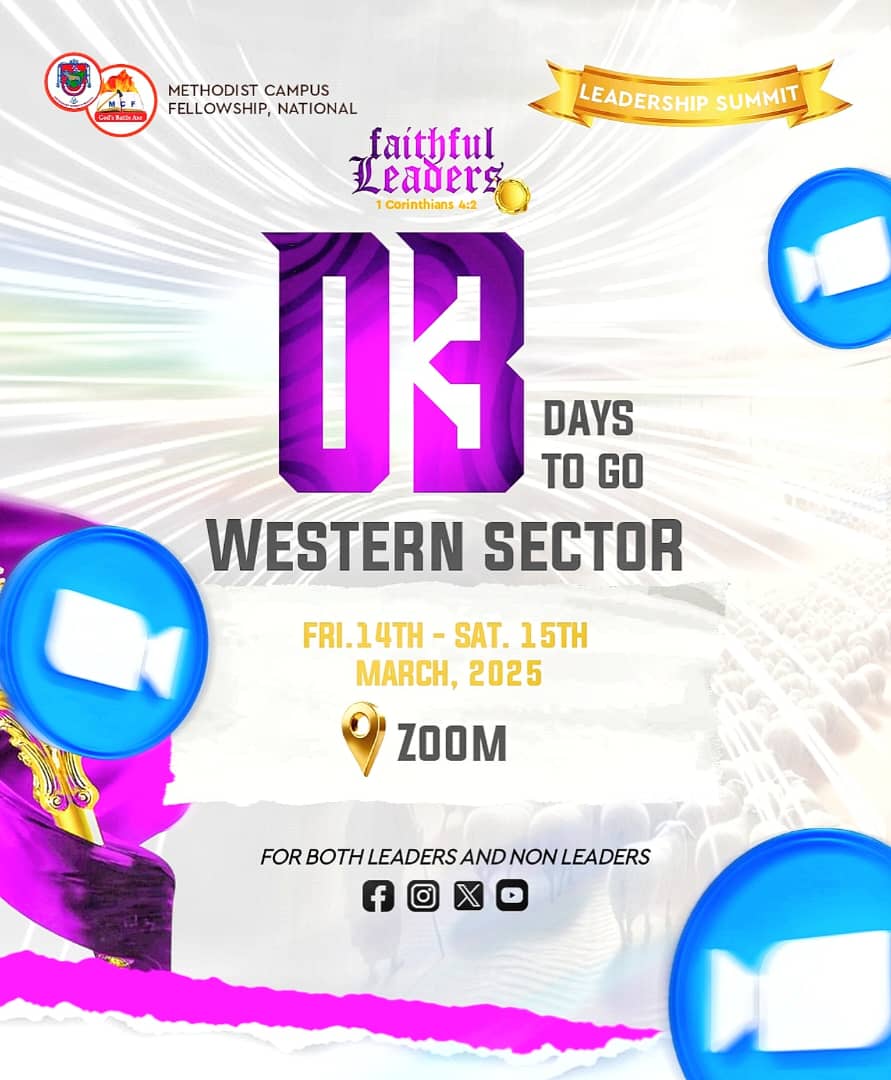 METHODIST CAMPUS
FELLOWSHIP, NATIONAL
LEADERSHIP SUMMIT
MCF
God's Battle Axe
faithful
Leaders
1 Corinthians 4:2
03
DAYS
TO GO
WESTERN SECTOR
FRI.14TH - SAT. 15TH
MARCH, 2025
ZOOM
FOR BOTH LEADERS AND NON LEADERS